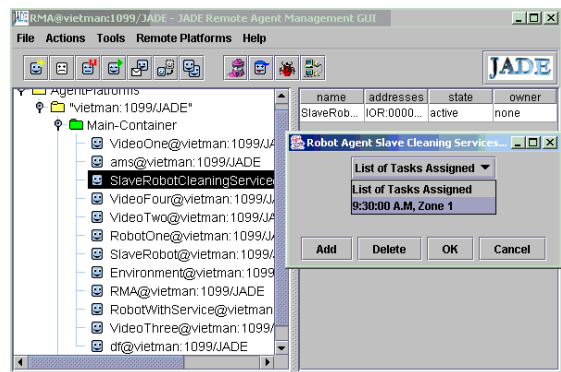 RMA@vietman:1099/JADE - JADE Remote Agent Management GUI
File Actions Tools Remote Platforms Help
JADE
AgentPlatforms
"vietman:1099/JADE"
Main-Container
VideoOne@vietman:1099/JA
ams@vietman:1099/JADE
SlaveRobotCleaningService
VideoFour@vietman:1099/JA
VideoTwo@vietman:1099/JA
RobotOne@vietman:1099/JA
SlaveRobot@vietman:1099/
Environment@vietman:1099
RMA@vietman:1099/JADE
RobotWithService@vietman
VideoThree@vietman:1099/
df@vietman:1099/JADE
name addresses state owner
SlaveRob... IOR:0000... active none
Robot Agent Slave Cleaning Services...
List of Tasks Assigned
List of Tasks Assigned
9:30:00 A.M, Zone 1
Add Delete OK Cancel